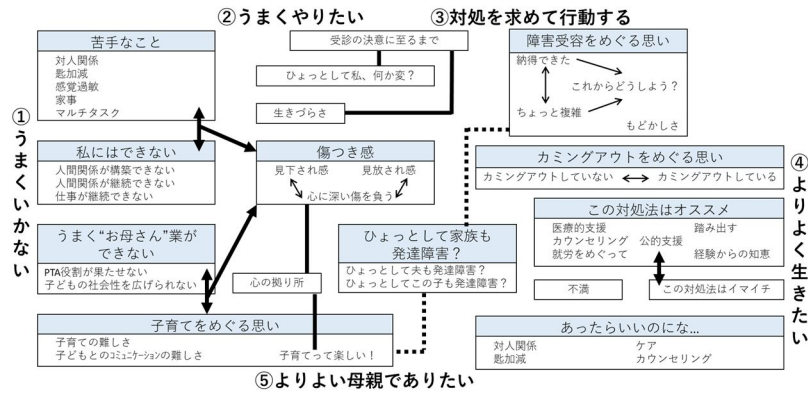 ②うまくやりたい
③対処を求めて行動する
苦手なこと
対人関係
匙加減
感覚過敏
家事
マルチタスク
受診の決意に至るまで
ひょっとして私、何か変？
生きづらさ
障害受容をめぐる思い
納得できた
これからどうしよう？
ちょっと複雑
もどかしさ
①うまくいかない
私にはできない
人間関係が構築できない
人間関係が継続できない
仕事が継続できない
傷つき感
見下され感 見放され感
心に深い傷を負う
カミングアウトをめぐる思い
カミングアウトしていない カミングアウトしている
④よりよく生きたい
この対処法はオススメ
医療的支援 踏み出す
カウンセリング 公的支援
就労をめぐって 経験からの知恵
不満
この対処法はイマイチ
うまく“お母さん”業が
できない
PTA役割が果たせない
子どもの社会性を広げられない
心の拠り所
ひょっとして家族も
発達障害？
ひょっとして夫も発達障害？
ひょっとしてこの子も発達障害？
子育てをめぐる思い
子育ての難しさ
子どもとのｺﾐｭﾆｹｰｼｮﾝの難しさ
子育てって楽しい！
あったらいいのにな…
対人関係 ケア
匙加減 カウンセリング
⑤よりよい母親でありたい